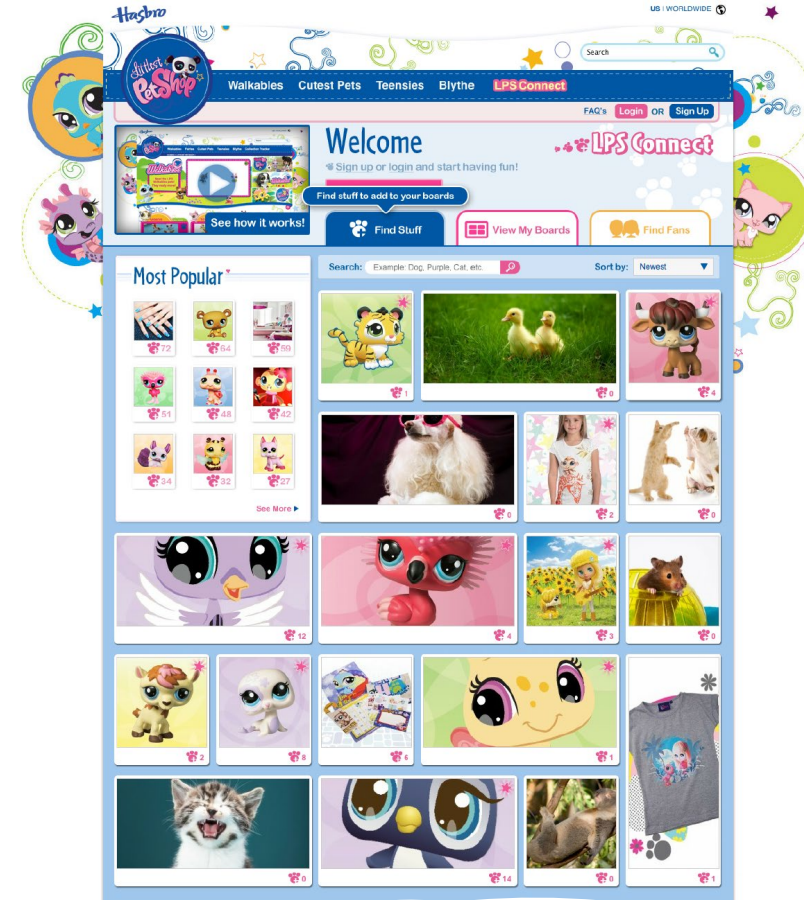 Hasbro
US | WORLDWIDE
Search
Littlest
PetShop
Walkables Cutest Pets Teensies Blythe LPS Connect
FAQ's Login OR Sign Up
Welcome
Sign up or login and start having fun!
LPS Connect
See how it works!
Find stuff to add to your boards
Find Stuff
View My Boards
Find Fans
Most Popular
72 64 59
51 48 42
34 32 27
See More
Search: Example: Dog, Purple, Cat, etc. Sort by: Newest
1 0 4
0 2 0
12 4 3 0
2 8 6 1
0 14 0 1